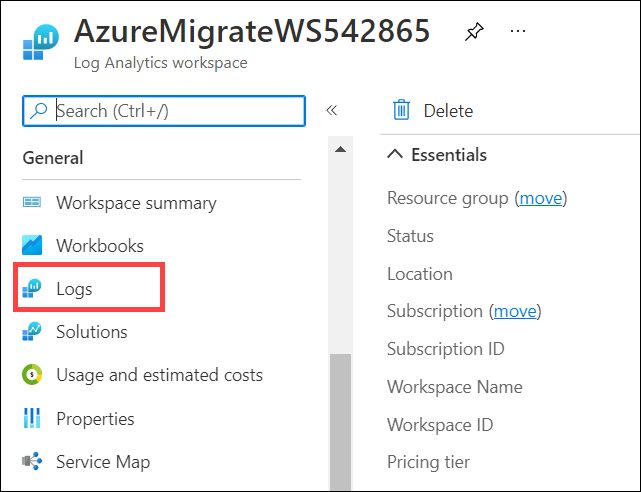 AzureMigrateWS542865
Log Analytics workspace
Search (Ctrl+/)
General
Workspace summary
Workbooks
Logs
Solutions
Usage and estimated costs
Properties
Service Map
Delete
Essentials
Resource group (move)
Status
Location
Subscription (move)
Subscription ID
Workspace Name
Workspace ID
Pricing tier